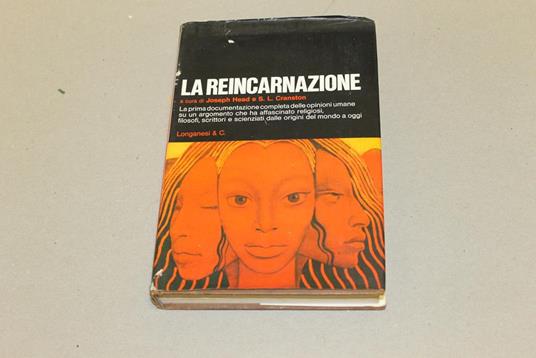 LA REINCARNAZIONE
a cura di Joseph Head e S. L. Cranston
La prima documentazione completa delle opinioni umane
su un argomento che ha affascinato religiosi,
filosofi, scrittori e scienziati dalle origini del mondo a oggi
Longanesi & C.